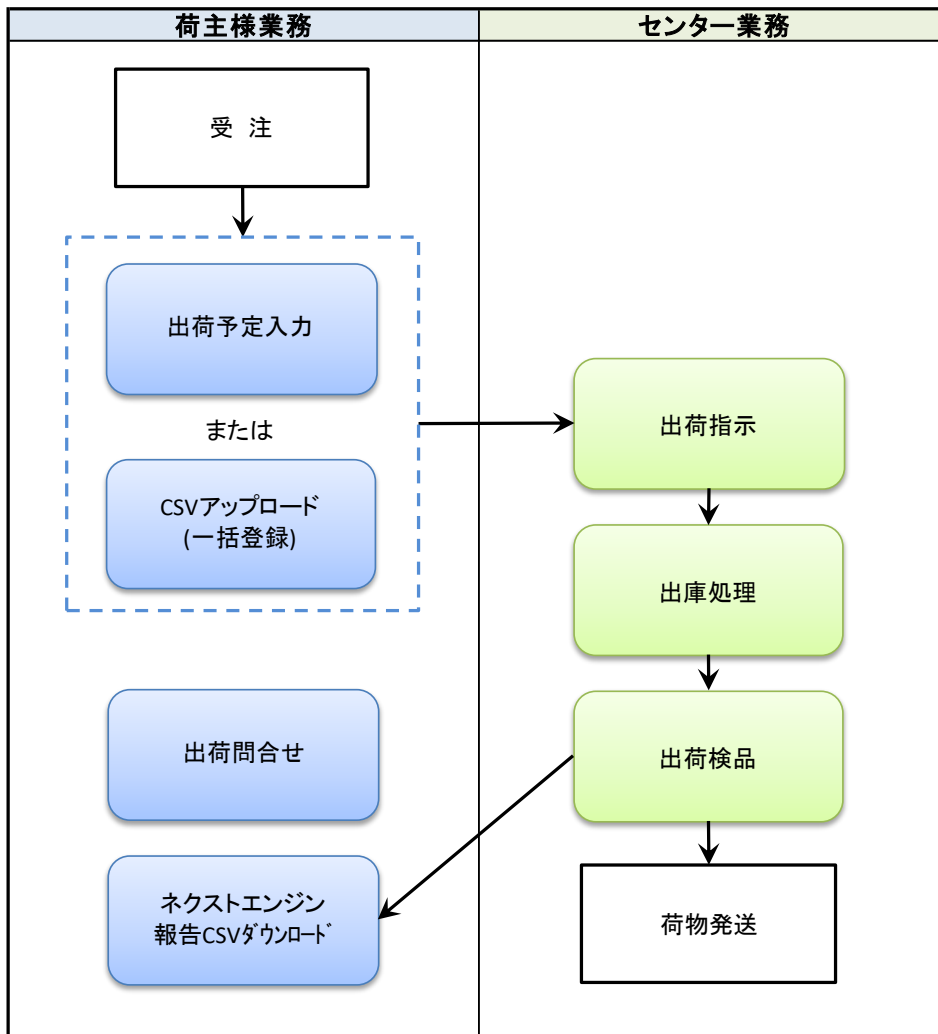 荷主様業務
センター業務
受 注
出荷予定入力
または
CSVアップロード
(一括登録)
出荷指示
出庫処理
出荷問合せ
出荷検品
ネクストエンジン
報告CSVﾀﾞｳﾝﾛｰﾄﾞ
荷物発送